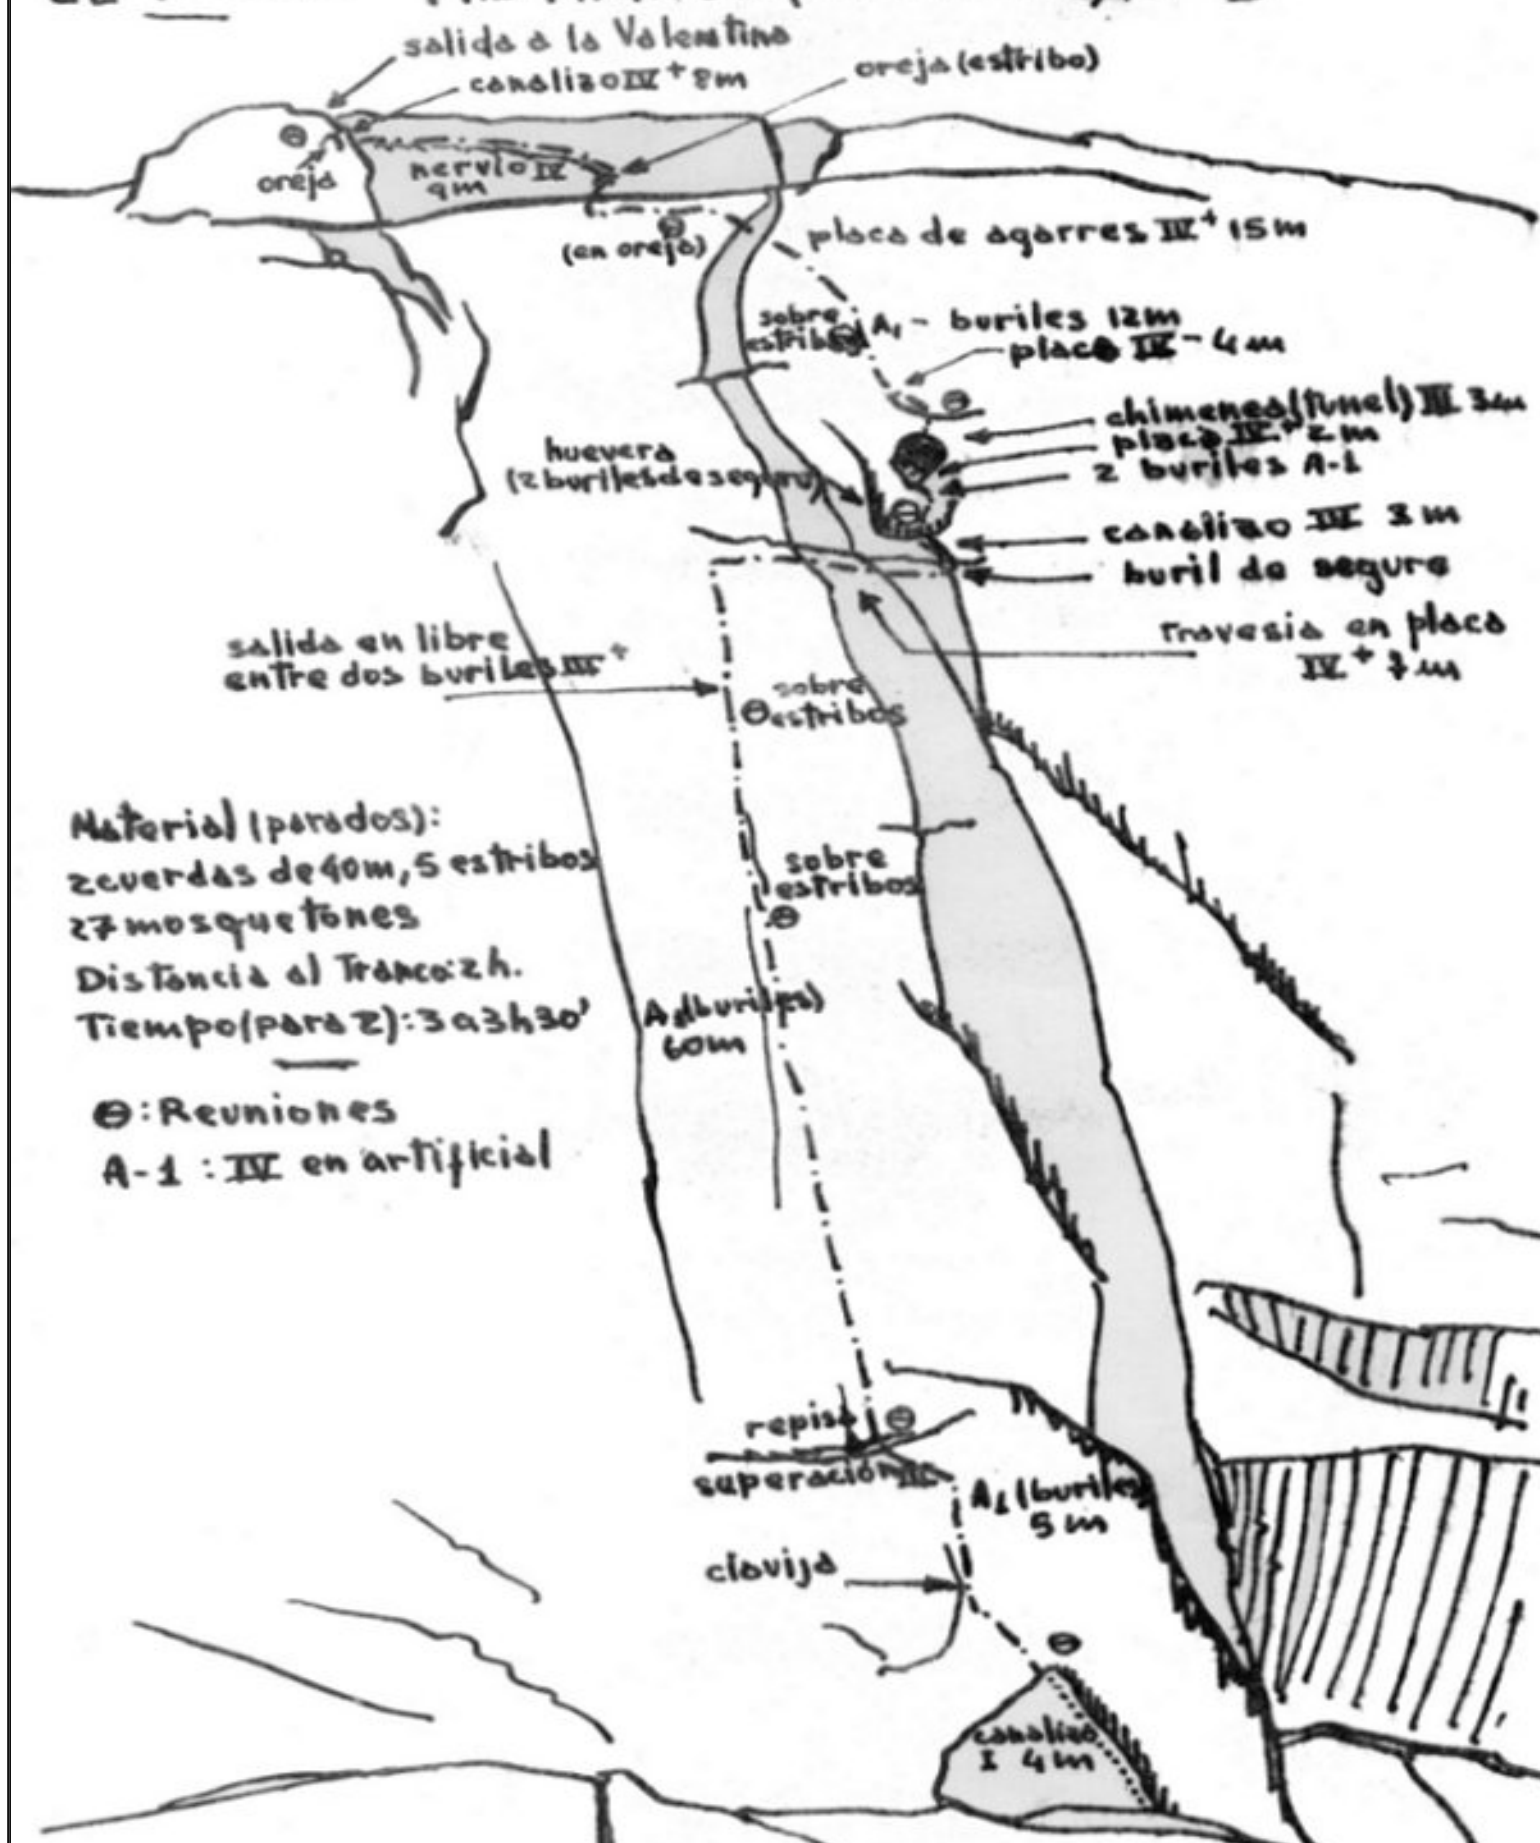 salida a la Valentina
canalizo IV+ 8m
oreja (estribo)
oreja
nervio IV
9m
(en oreja)
placa de agarres IV+ 15m
sobre
estribos
A1 - buriles 12m
placa IV - 4m
chimenea (tunel) III 3m
placa IV+ 2m
2 buriles A-1
huevera
(2 buriles de seguro)
canalizo IV 3m
buril de seguro
travesia en placa
IV+ 7m
salida en libre
entre dos buriles III+
sobre
estribos
Material (parados):
2 cuerdas de 40m, 5 estribos
27 mosquetones
Distancia al Tranco: 2h.
Tiempo (para 2): 3 a 3h30'
sobre
estribos
A1 (buriles)
60m
⊖: Reuniones
A-1 : IV en artificial
repisa
superación III
A1 (buriles)
5m
clavija
canalizo
I 4m